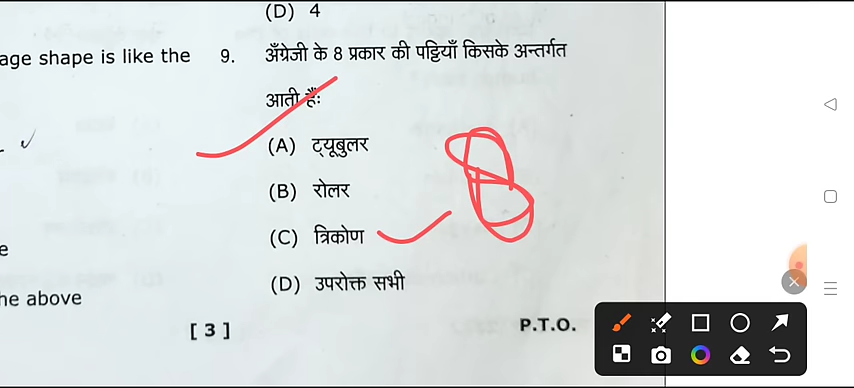 (D) 4
age shape is like the
9. अँग्रेजी के 8 प्रकार की पट्टियाँ किसके अन्तर्गत
आती हैंः
(A) ट्यूबुलर
(B) रोलर
(C) त्रिकोण
(D) उपरोक्त सभी
e
he above
[ 3 ]
P.T.O.